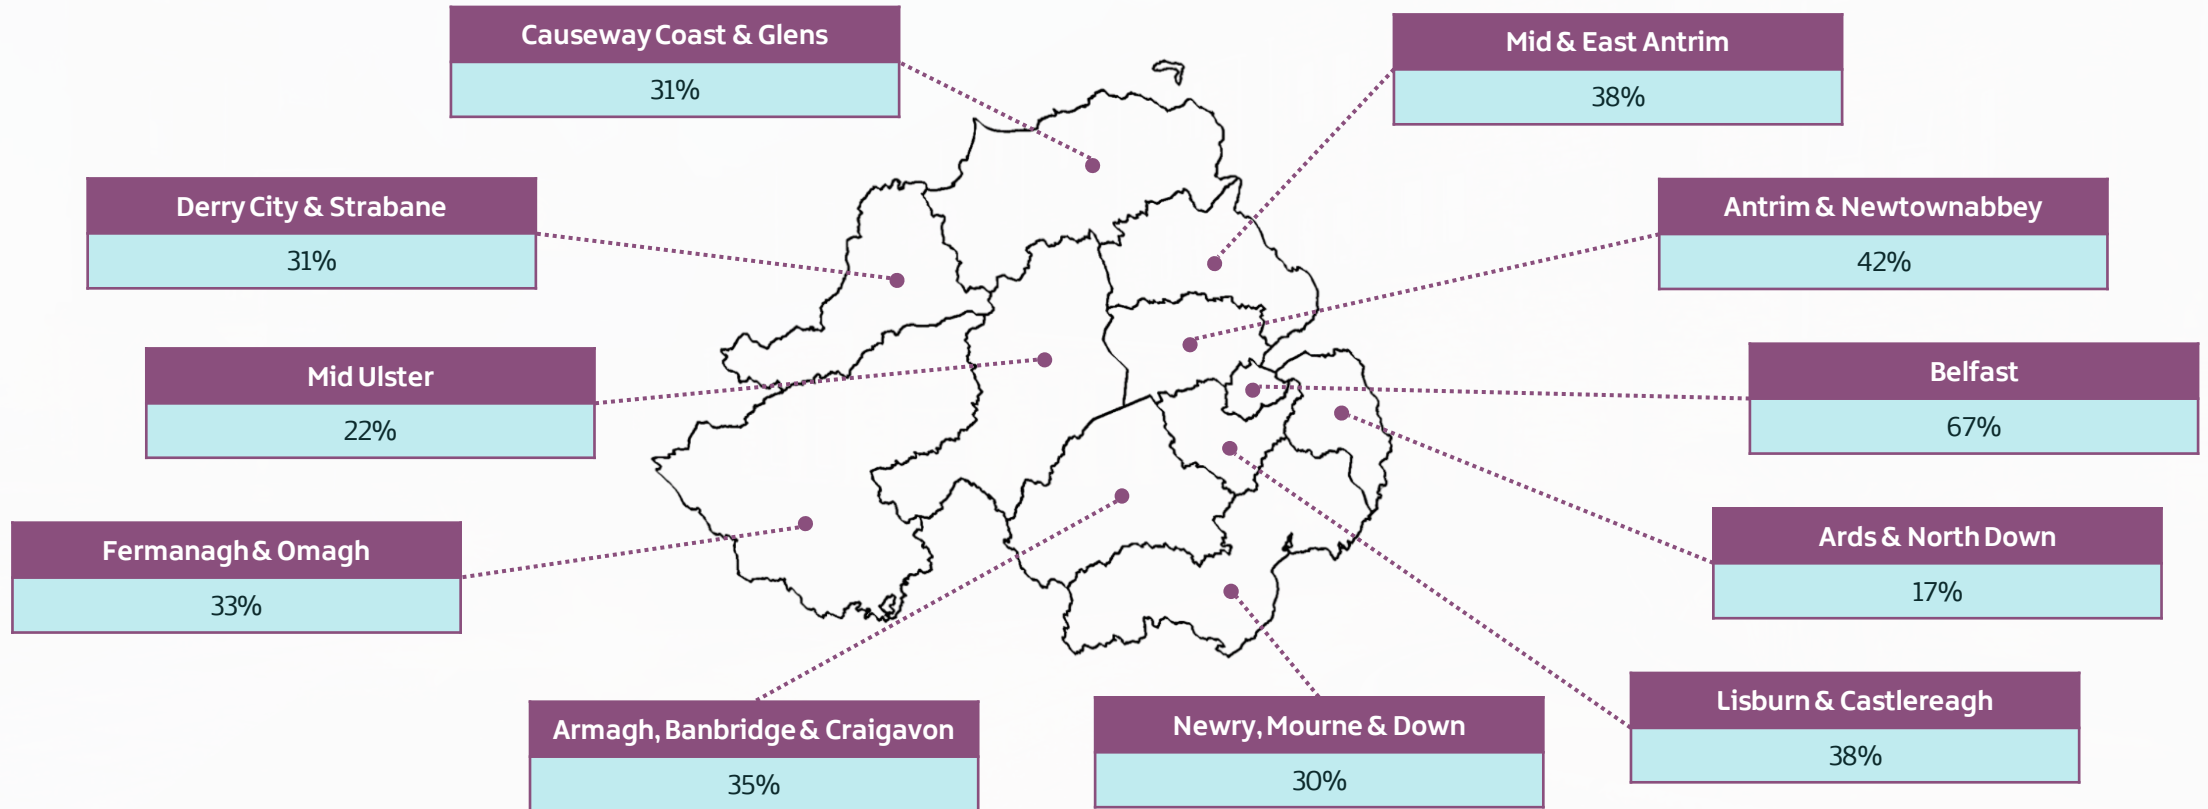 Causeway Coast & Glens
31%
Mid & East Antrim
38%
Derry City & Strabane
31%
Antrim & Newtownabbey
42%
Mid Ulster
22%
Belfast
67%
Fermanagh & Omagh
33%
Ards & North Down
17%
Armagh, Banbridge & Craigavon
35%
Newry, Mourne & Down
30%
Lisburn & Castlereagh
38%